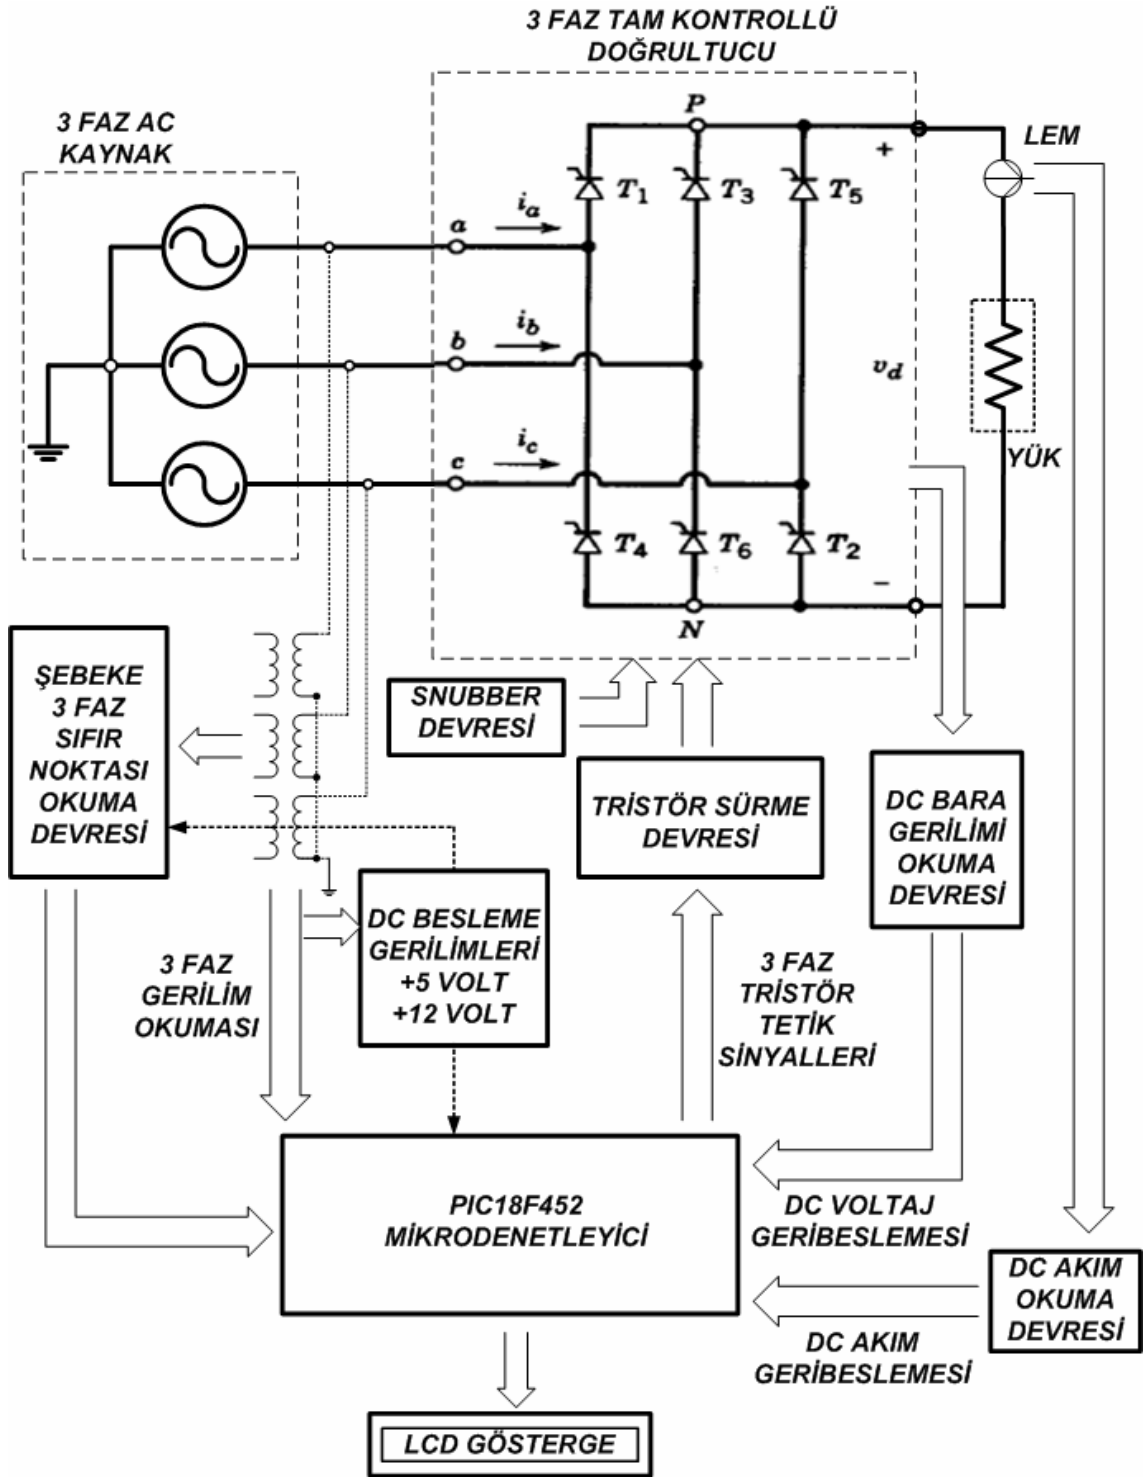 3 FAZ TAM KONTROLLÜ
DOĞRULTUCU
3 FAZ AC
KAYNAK
P
LEM
+
T1
T3
T5
a
ia
b
ib
vd
c
ic
YÜK
T4
T6
T2
–
N
ŞEBEKE
3 FAZ
SIFIR
NOKTASI
OKUMA
DEVRESİ
SNUBBER
DEVRESİ
TRİSTÖR SÜRME
DEVRESİ
DC BARA
GERİLİMİ
OKUMA
DEVRESİ
DC BESLEME
GERİLİMLERİ
+5 VOLT
+12 VOLT
3 FAZ
GERİLİM
OKUMASI
3 FAZ
TRİSTÖR
TETİK
SİNYALLERİ
PIC18F452
MİKRODENETLEYİCİ
DC VOLTAJ
GERİBESLEMESİ
DC AKIM
OKUMA
DEVRESİ
DC AKIM
GERİBESLEMESİ
LCD GÖSTERGE